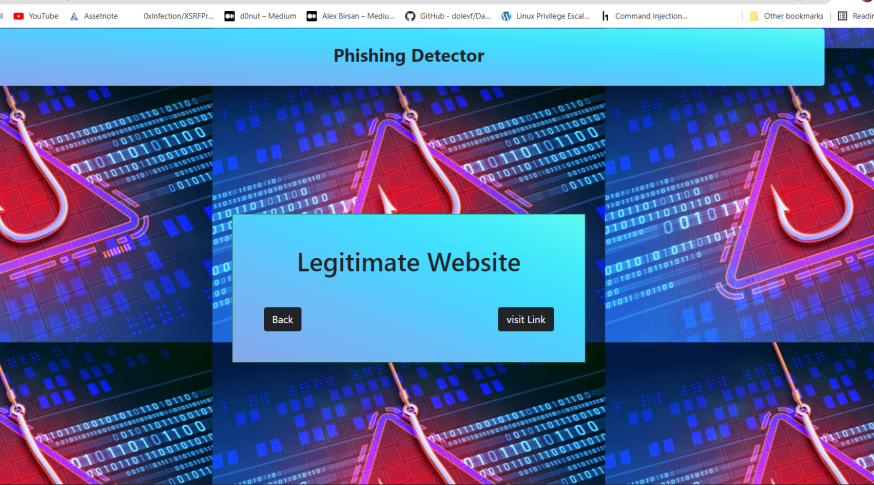 YouTube Assetnote 0xInfection/XSRFPr... d0nut – Medium Alex Birsan – Mediu... GitHub - dolevf/Da... Linux Privilege Escal... Command Injection... Other bookmarks Readin
Phishing Detector
Legitimate Website
Back visit Link